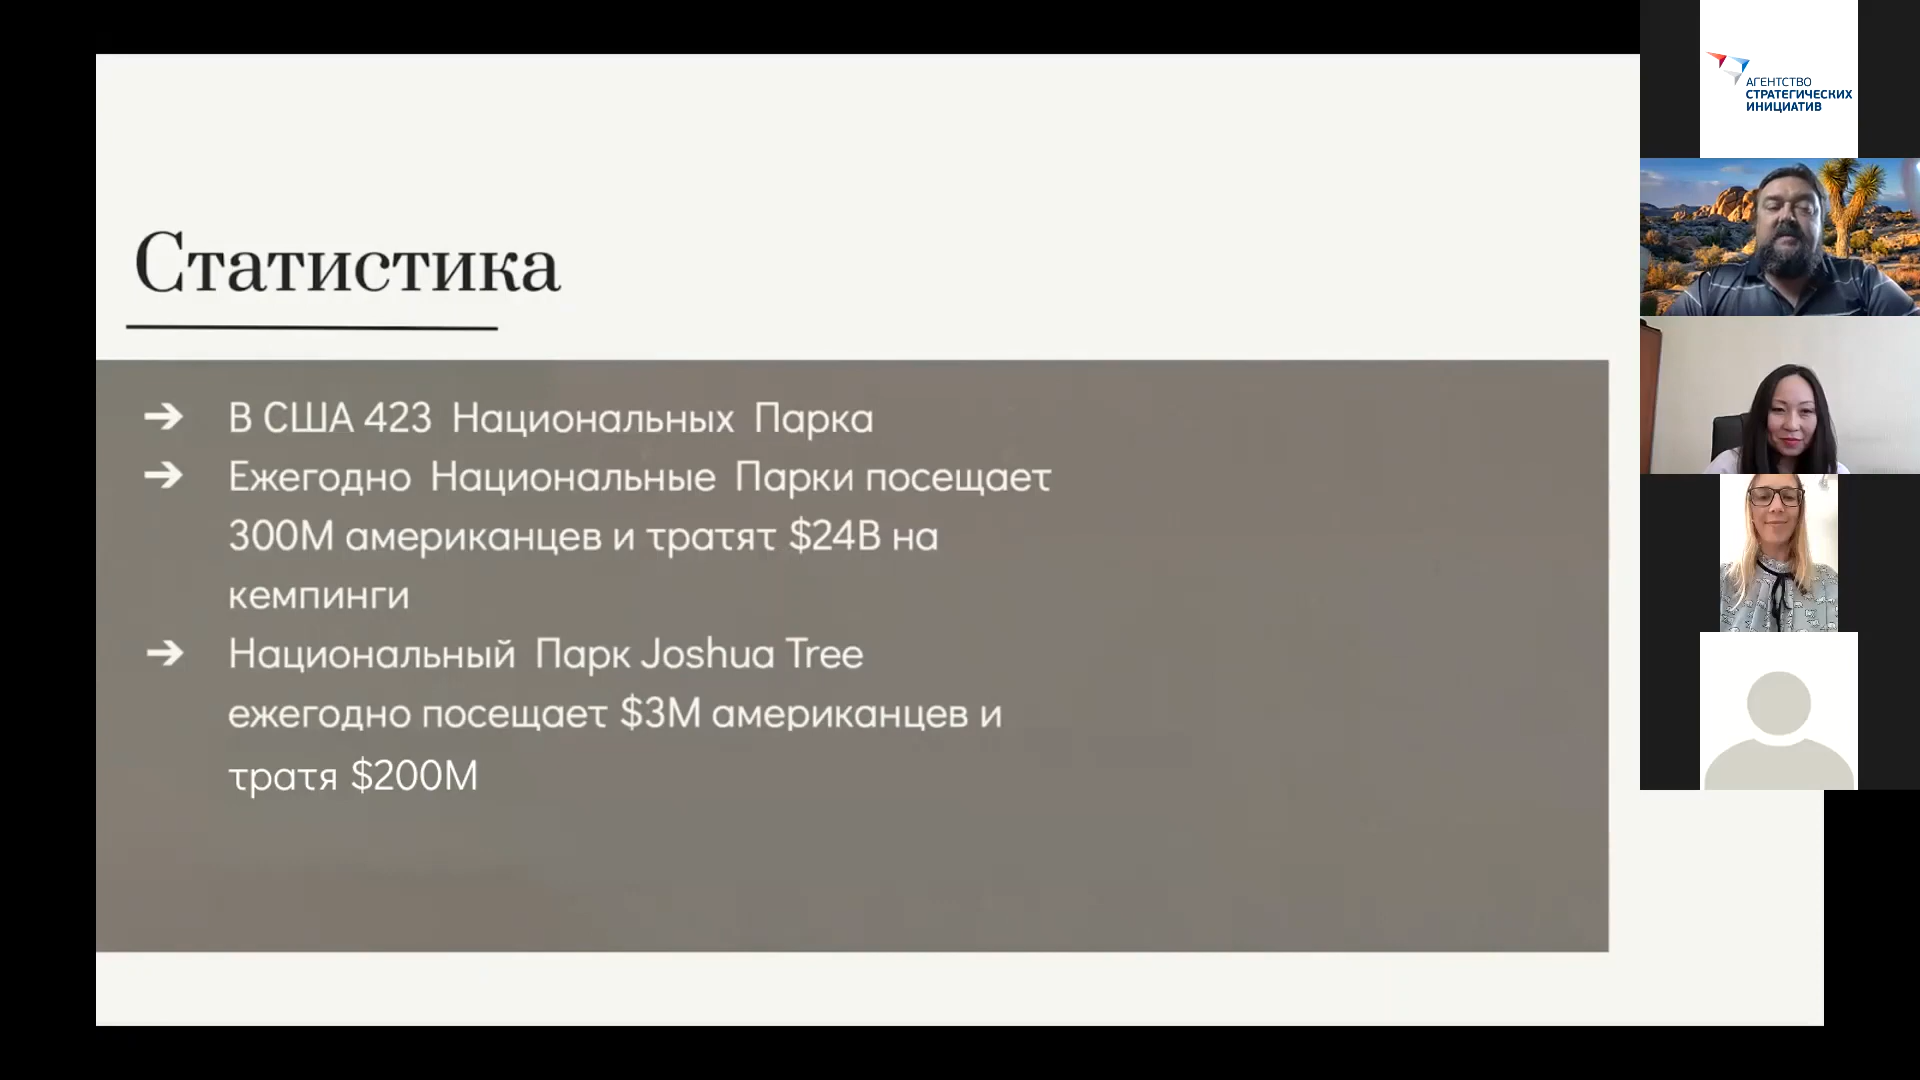 Статистика
В США 423 Национальных Парка
Ежегодно Национальные Парки посещает
300М американцев и тратят $24В на
кемпинги
Национальный Парк Joshua Tree
ежегодно посещает $3М американцев и
тратя $200М
АГЕНТСТВО
СТРАТЕГИЧЕСКИХ
ИНИЦИАТИВ